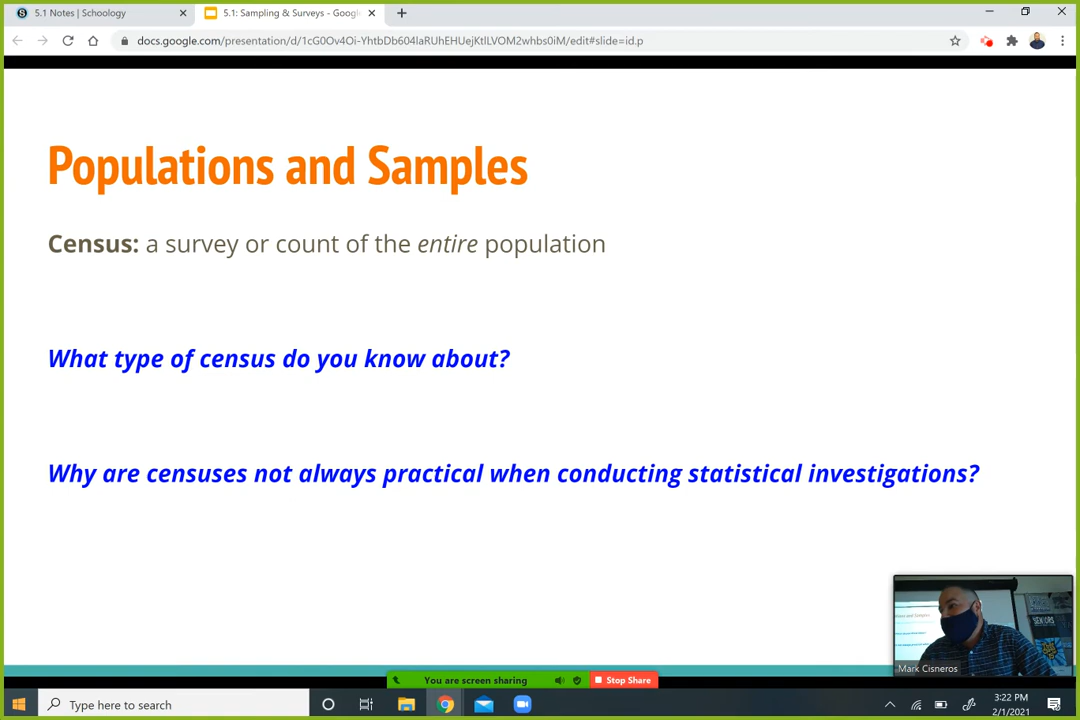 5.1 Notes | Schoology
5.1: Sampling & Surveys - Googl
docs.google.com/presentation/d/1cG0Ov4Oi-YhtbDb604laRUhEHUejKtlLVOM2whbs0iM/edit#slide=id.p
Populations and Samples
Census: a survey or count of the entire population
What type of census do you know about?
Why are censuses not always practical when conducting statistical investigations?
SENIORS
Mark Cisneros
You are screen sharing
Stop Share
Type here to search
3:22 PM
2/1/2021